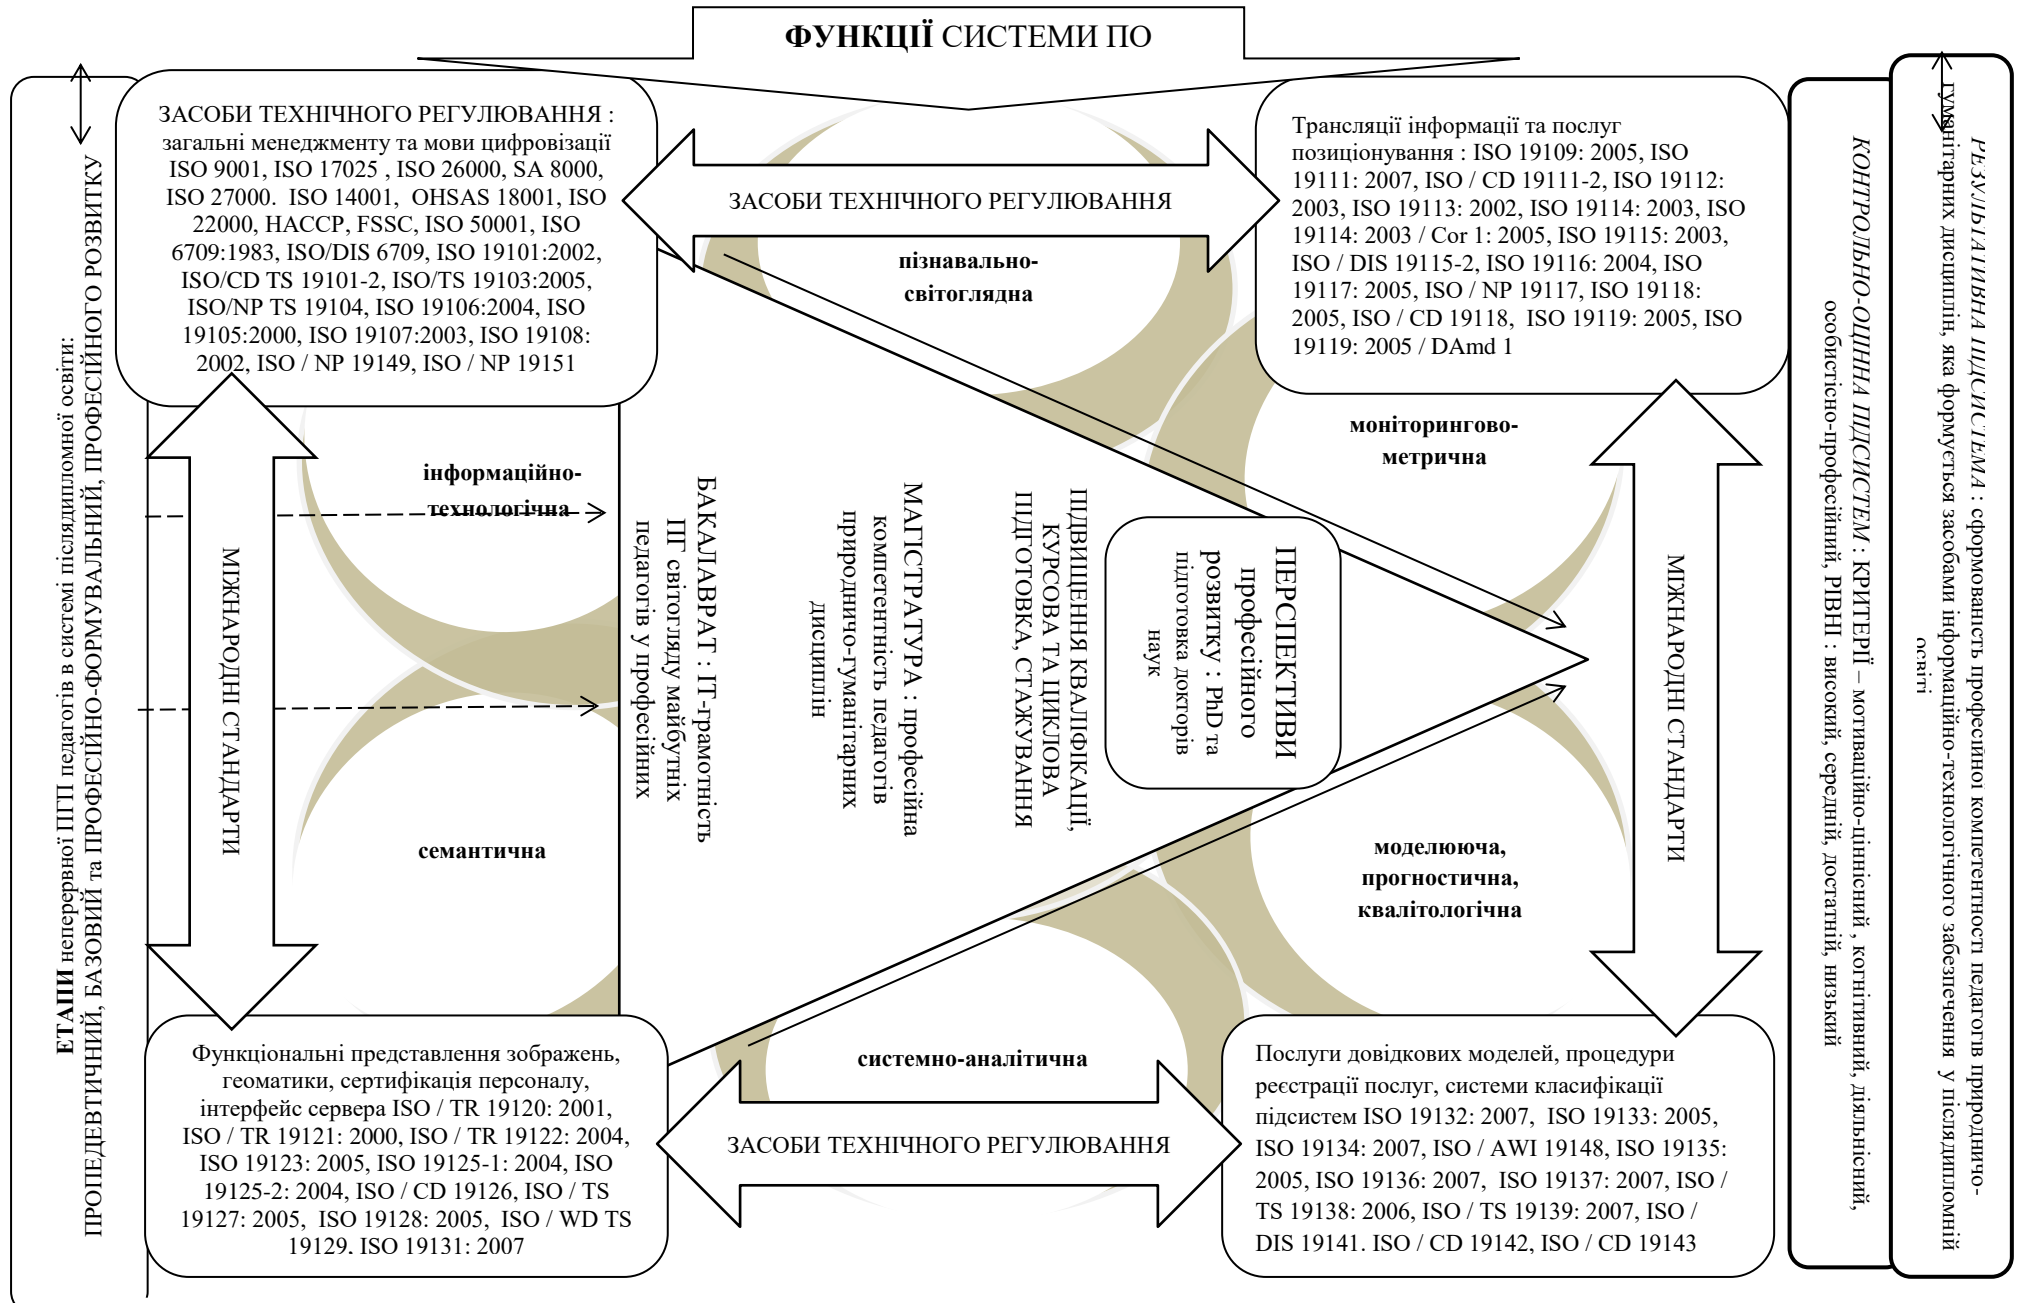 ФУНКЦІЇ СИСТЕМИ ПО
ЕТАПИ неперервної ПГП педагогів в системі післядипломної освіти:
ПРОПЕДЕВТИЧНИЙ, БАЗОВИЙ та ПРОФЕСІЙНО-ФОРМУВАЛЬНИЙ, ПРОФЕСІЙНОГО РОЗВИТКУ
ЗАСОБИ ТЕХНІЧНОГО РЕГУЛЮВАННЯ :
загальні менеджменту та мови цифровізації
ISO 9001, ISO 17025 , ISO 26000, SA 8000,
ISO 27000.  ISO 14001,  OHSAS 18001, ISO
22000, HACCP, FSSC, ISO 50001, ISO
6709:1983, ISO/DIS 6709, ISO 19101:2002,
ISO/CD TS 19101-2, ISO/TS 19103:2005,
ISO/NP TS 19104, ISO 19106:2004, ISO
19105:2000, ISO 19107:2003, ISO 19108:
2002, ISO / NP 19149, ISO / NP 19151
ЗАСОБИ ТЕХНІЧНОГО РЕГУЛЮВАННЯ
Трансляції інформації та послуг
позиціонування : ISO 19109: 2005, ISO
19111: 2007, ISO / CD 19111-2, ISO 19112:
2003, ISO 19113: 2002, ISO 19114: 2003, ISO
19114: 2003 / Cor 1: 2005, ISO 19115: 2003,
ISO / DIS 19115-2, ISO 19116: 2004, ISO
19117: 2005, ISO / NP 19117, ISO 19118:
2005, ISO / CD 19118,  ISO 19119: 2005, ISO
19119: 2005 / DAmd 1
пізнавально-
світоглядна
моніторингово-
метрична
інформаційно-
технологічна
семантична
моделююча,
прогностична,
квалітологічна
системно-аналітична
МІЖНАРОДНІ СТАНДАРТИ
БАКАЛАВРАТ : ІТ-грамотність
ПГ світогляду майбутніх
педагогів у професійних
МАГІСТРАТУРА : професійна
компетентність педагогів
природничо-гуманітарних
дисциплін
ПІДВИЩЕННЯ КВАЛІФІКАЦІЇ,
КУРСОВА ТА ЦИКЛОВА
ПІДГОТОВКА, СТАЖУВАННЯ
ПЕРСПЕКТИВИ
професійного
розвитку : PhD та
підготовка докторів
наук
МІЖНАРОДНІ СТАНДАРТИ
Функціональні представлення зображень,
геоматики, сертифікація персоналу,
інтерфейс сервера ISO / TR 19120: 2001,
ISO / TR 19121: 2000, ISO / TR 19122: 2004,
ISO 19123: 2005, ISO 19125-1: 2004, ISO
19125-2: 2004, ISO / CD 19126, ISO / TS
19127: 2005,  ISO 19128: 2005,  ISO / WD TS
19129, ISO 19131: 2007
ЗАСОБИ ТЕХНІЧНОГО РЕГУЛЮВАННЯ
Послуги довідкових моделей, процедури
реєстрації послуг, системи класифікації
підсистем ISO 19132: 2007,  ISO 19133: 2005,
ISO 19134: 2007, ISO / AWI 19148, ISO 19135:
2005, ISO 19136: 2007,  ISO 19137: 2007, ISO /
TS 19138: 2006, ISO / TS 19139: 2007, ISO /
DIS 19141. ISO / CD 19142, ISO / CD 19143
КОНТРОЛЬНО-ОЦІННА ПІДСИСТЕМ : КРИТЕРІЇ – мотиваційно-ціннісний , когнітивний, діяльнісний,
особистісно-професійний, РІВНІ : високий, середній, достатній, низький
РЕЗУЛЬТАТИВНА ПІДСИСТЕМА : сформованість професійної компетентності педагогів природничо-
гуманітарних дисциплін, яка формується засобами інформаційно-технологічного забезпечення  у післядипломній
освіті